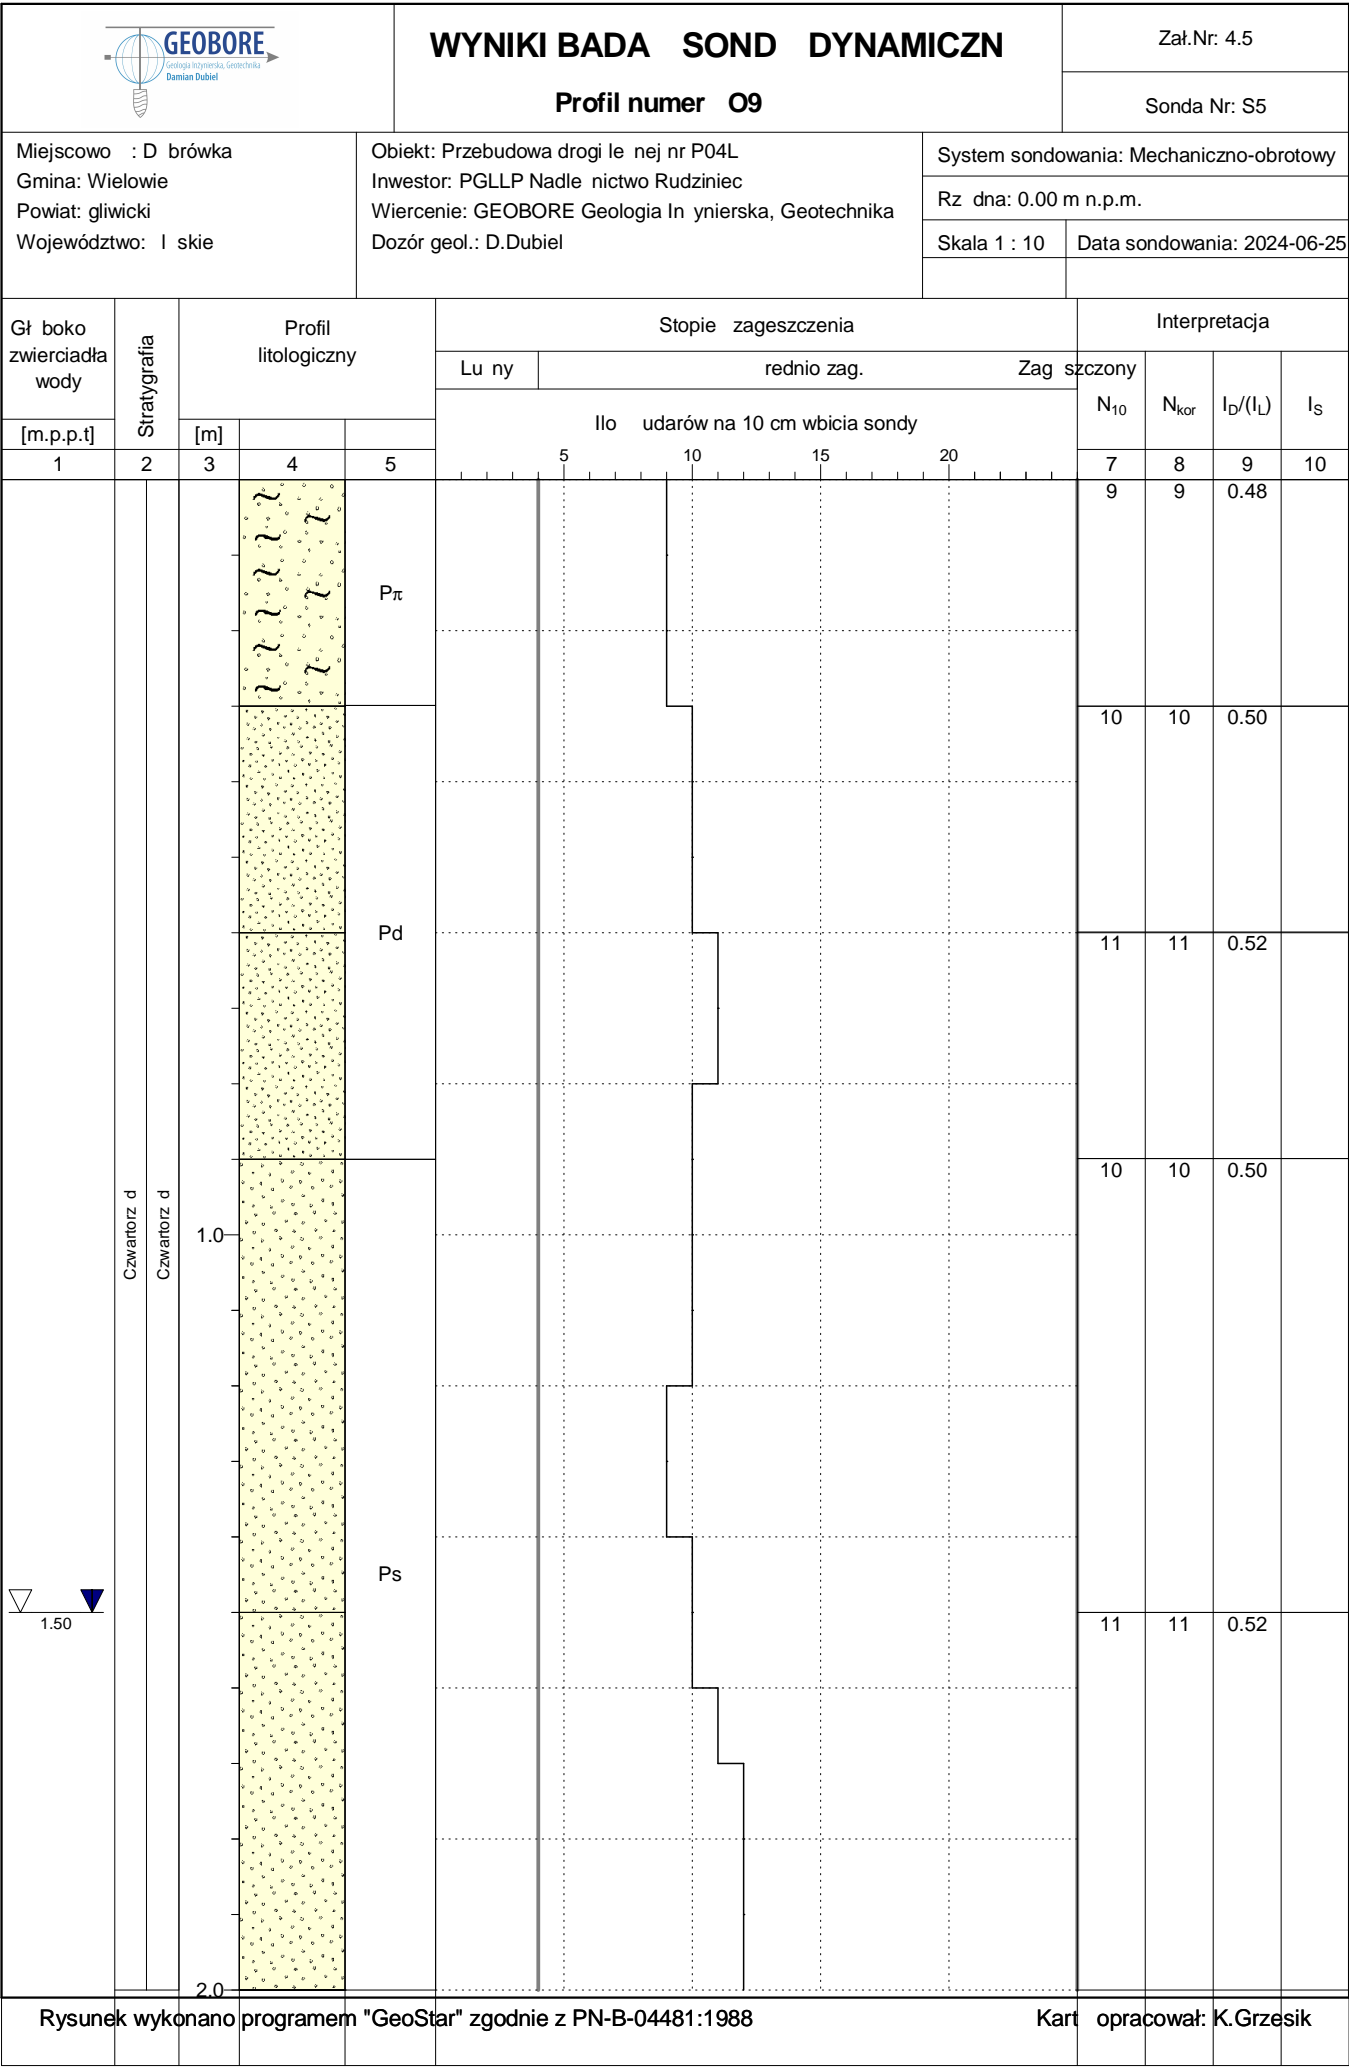 GEOBORE
Geologia Inżynierska, Geotechnika
Damian Dubiel
WYNIKI BADA SOND DYNAMICZN
Profil numer O9
Zał.Nr: 4.5
Sonda Nr: S5
Miejscowo : D brówka
Gmina: Wielowie
Powiat: gliwicki
Województwo: l skie
Obiekt: Przebudowa drogi le nej nr P04L
Inwestor: PGLLP Nadle nictwo Rudziniec
Wiercenie: GEOBORE Geologia In ynierska, Geotechnika
Dozór geol.: D.Dubiel
System sondowania: Mechaniczno-obrotowy
Rz dna: 0.00 m n.p.m.
Skala 1 : 10 Data sondowania: 2024-06-25
Gł boko
zwierciadła
wody
[m.p.p.t]
Stratygrafia
Profil
litologiczny
[m]
Stopie zageszczenia
Lu ny rednio zag. Zag szczony
Ilo udarów na 10 cm wbicia sondy
5 10 15 20
Interpretacja
N10 Nkor ID/(IL) IS
1 2 3 4 5 7 8 9 10
9 9 0.48
Pπ
10 10 0.50
Pd
11 11 0.52
10 10 0.50
Czwartorz d
Czwartorz d
1.0
Ps
1.50
11 11 0.52
2.0
Rysunek wykonano programem "GeoStar" zgodnie z PN-B-04481:1988
Kart opracował: K.Grzesik